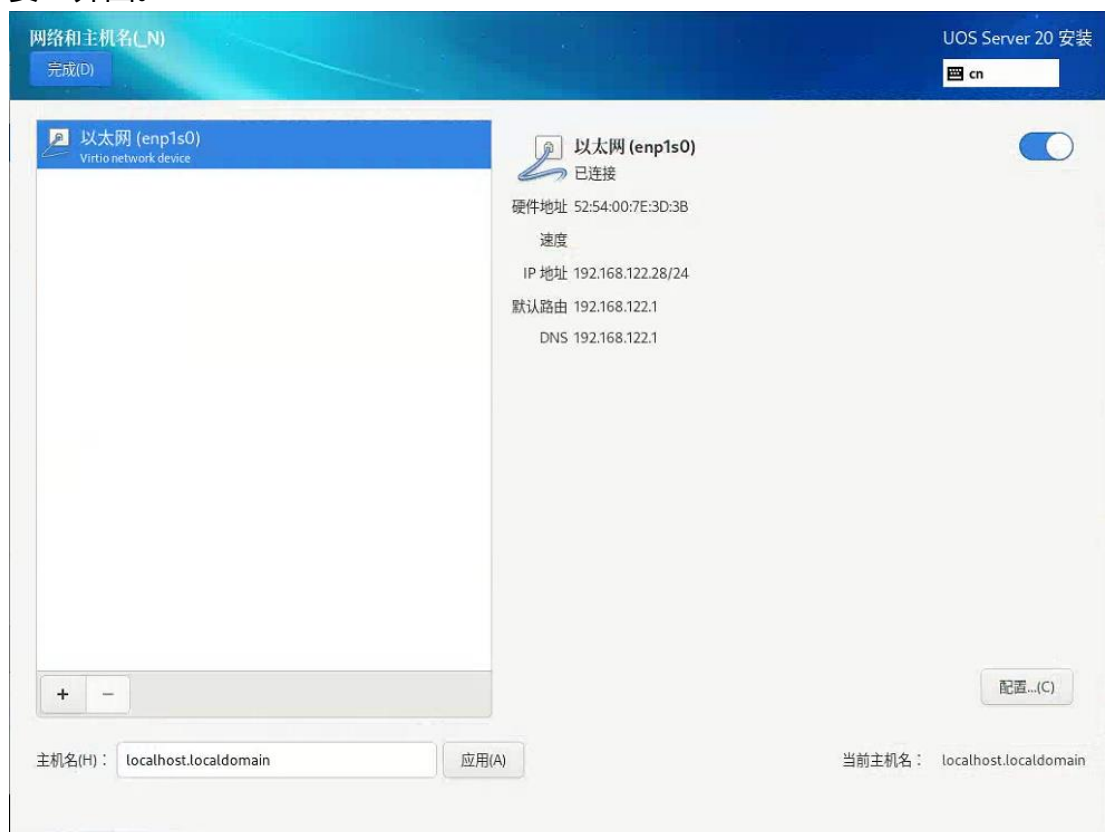 网络和主机名(_N)
UOS Server 20 安装
完成(D)
cn
以太网 (enp1s0)
Virtio network device
以太网 (enp1s0)
已连接
硬件地址 52:54:00:7E:3D:3B
速度
IP 地址 192.168.122.28/24
默认路由 192.168.122.1
DNS 192.168.122.1
+ −
配置...(C)
主机名(H)： localhost.localdomain
应用(A)
当前主机名： localhost.localdomain